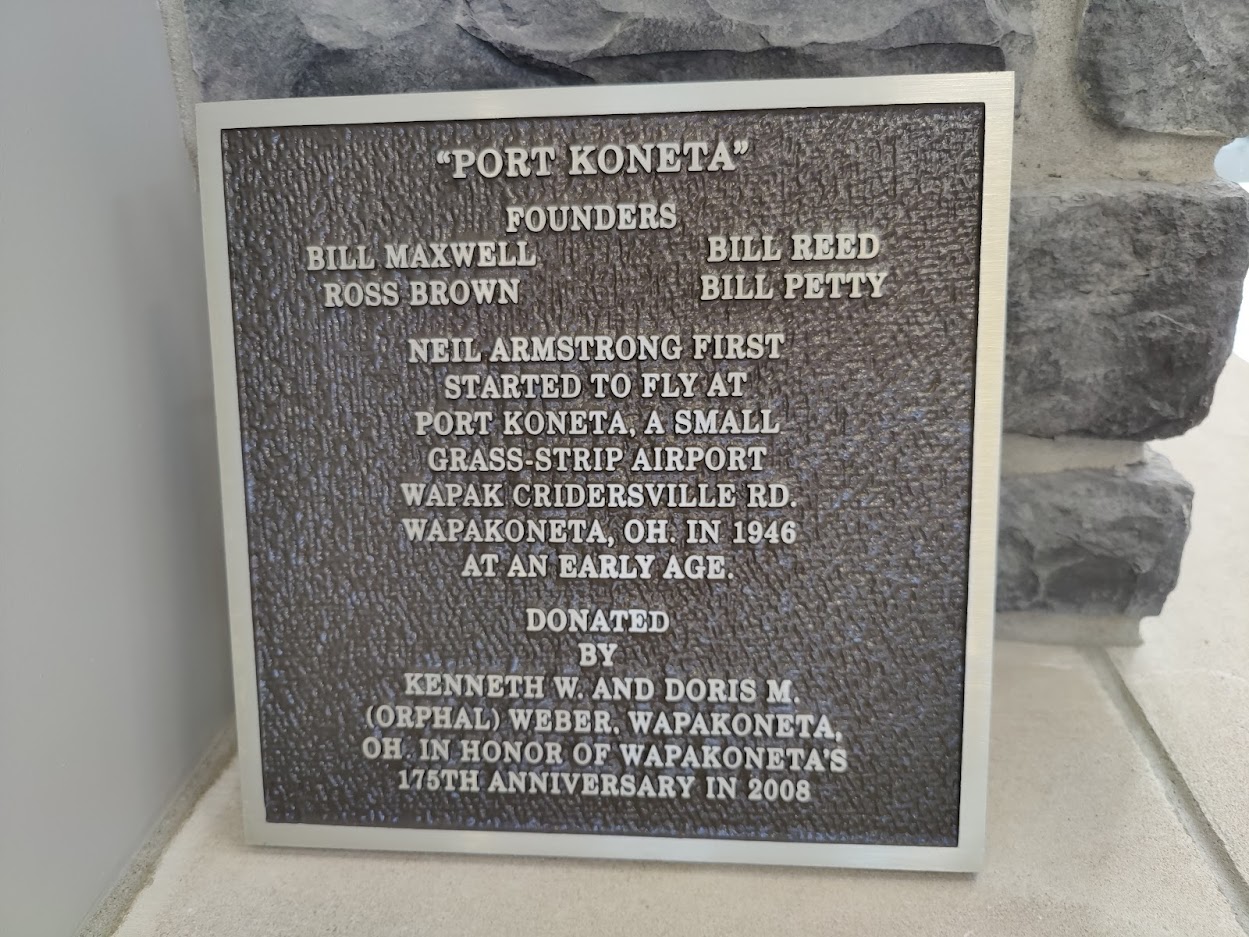 “PORT KONETA”
FOUNDERS
BILL MAXWELL BILL REED
ROSS BROWN BILL PETTY
NEIL ARMSTRONG FIRST
STARTED TO FLY AT
PORT KONETA, A SMALL
GRASS-STRIP AIRPORT
WAPAK CRIDERSVILLE RD.
WAPAKONETA, OH. IN 1946
AT AN EARLY AGE.
DONATED
BY
KENNETH W. AND DORIS M.
(ORPHAL) WEBER, WAPAKONETA,
OH. IN HONOR OF WAPAKONETA'S
175TH ANNIVERSARY IN 2008